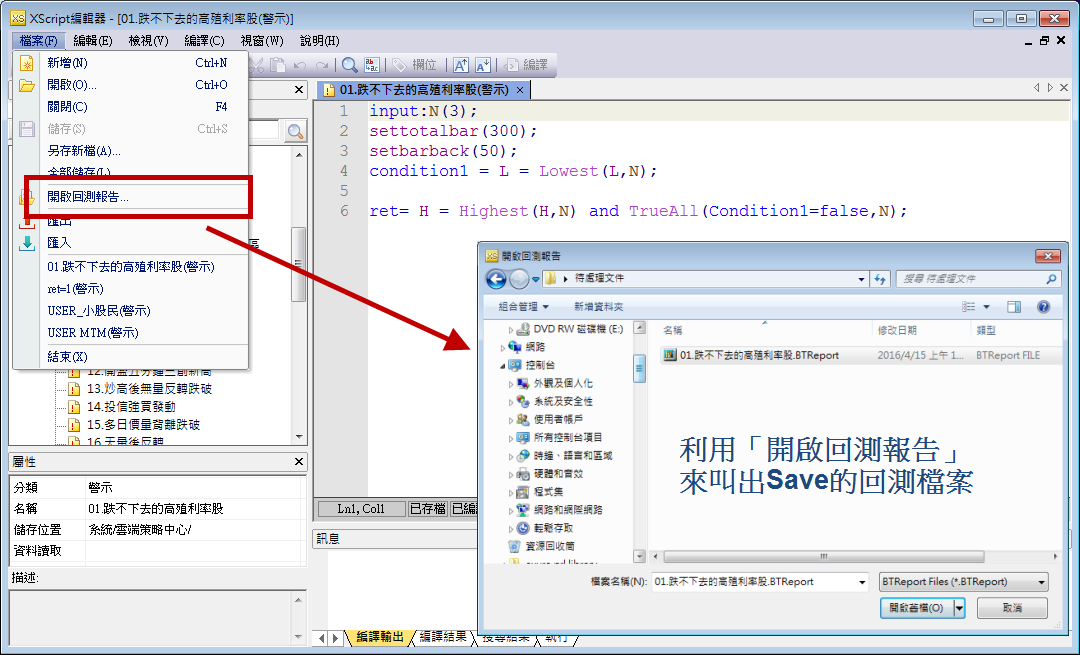 XScript編輯器 - [01.跌不下去的高殖利率股(警示)]
檔案(F) 編輯(E) 檢視(V) 編譯(C) 視窗(W) 說明(H)
新增(N) Ctrl+N
開啟(O)... Ctrl+O
關閉(C) F4
儲存(S) Ctrl+S
另存新檔(A)...
全部儲存(L)
開啟回測報告...
匯出
匯入
01.跌不下去的高殖利率股(警示)
ret=1(警示)
USER_小股民(警示)
USER MTM(警示)
結束(X)
欄位 編譯
區
12.開盤五分鐘三創新高
13.炒高後無量反轉跌破
14.投信強買發動
15.多日價量背離跌破
16.天量後反轉
屬性
分類 警示
名稱 01.跌不下去的高殖利率股
儲存位置 系統/雲端策略中心/
資料讀取
描述:
01.跌不下去的高殖利率股(警示)
1 input:N(3);
2 settotalbar(300);
3 setbarback(50);
4 condition1 = L = Lowest(L,N);
5
6 ret= H = Highest(H,N) and TrueAll(Condition1=false,N);
Ln1, Col1 已存檔 已編
訊息
編譯輸出 編譯結果 搜尋結果 執行
開啟回測報告
待處理文件 搜尋 待處理文件
組合管理 新增資料夾
DVD RW 磁碟機 (E:)
網路
控制台
外觀及個人化
系統及安全性
使用者帳戶
所有控制台項目
時鐘、語言和區域
硬體和音效
程式集
網路和網際網路
輕鬆存取
資源回收筒
名稱 修改日期 類型
01.跌不下去的高殖利率股.BTReport 2016/4/15 上午 1... BTReport FILE
利用「開啟回測報告」
來叫出Save的回測檔案
檔案名稱(N): 01.跌不下去的高殖利率股.BTReport BTReport Files (*.BTReport)
開啟舊檔(O) 取消